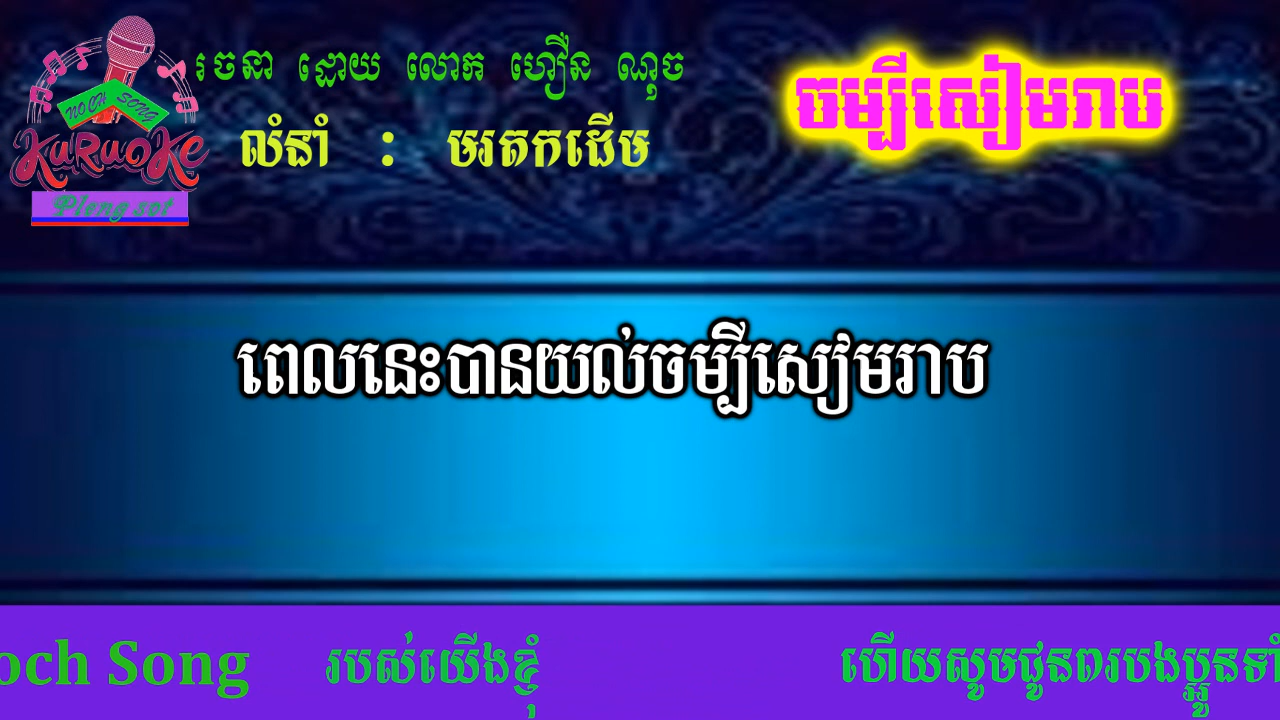 NOCH SONG
KaRuoKe
Pleng sot
រចនា ដោយ លោក ហឿន ណុច
លំនាំ : មរតកដើម
ចម្ប៉ីសៀមរាប
ពេលនេះបានយល់ចម្ប៉ីសៀមរាប
och Song របស់យើងខ្ញុំ ហើយសូមជូនពរបងប្អូនទាំ